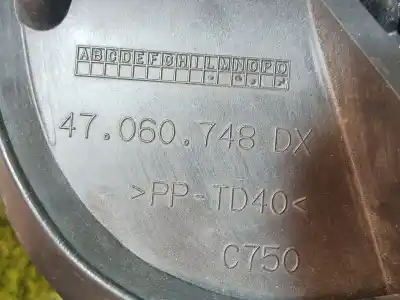 ABCDEFGHILMNOPQ
47.060.748 DX
>PP-TD40<
C750